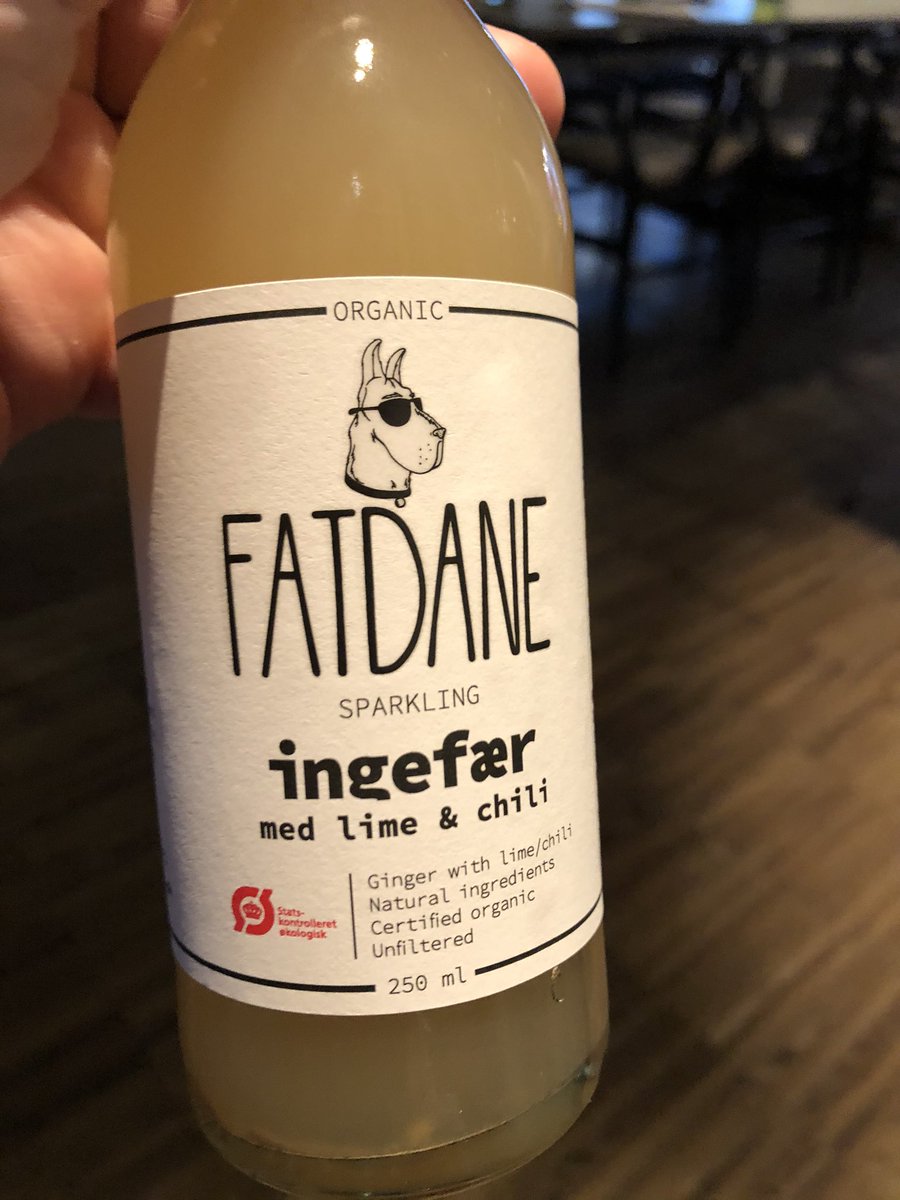 ORGANIC
FATDANE
SPARKLING
ingefær
med lime & chili
Stats-
kontrolleret
økologisk
Ginger with lime/chili
Natural ingredients
Certified organic
Unfiltered
250 ml